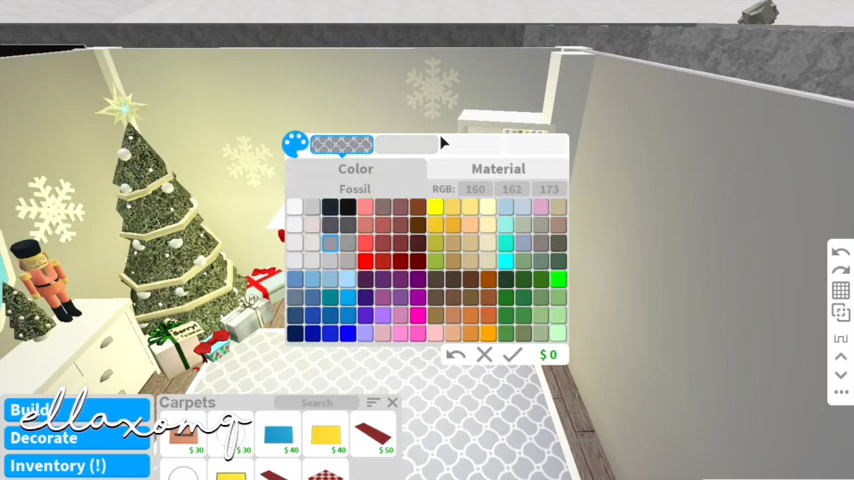 Color
Material
Fossil
RGB: 160 162 173
Sorry!
$ 0
Carpets
Search
Build
ellaxomg
Decorate
Inventory (!)
$ 30
$ 30
$ 40
$ 40
$ 50